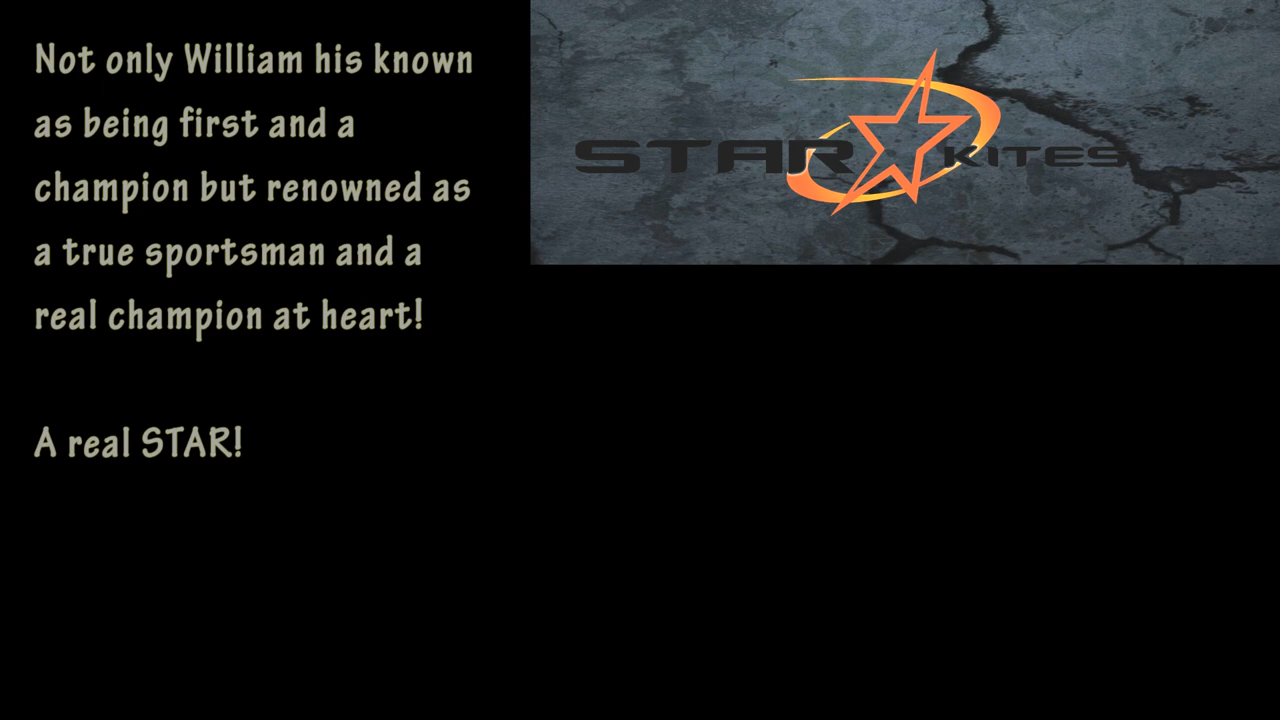 Not only William his known
as being first and a
champion but renowned as
a true sportsman and a
real champion at heart!
A real STAR!
STAR KITES